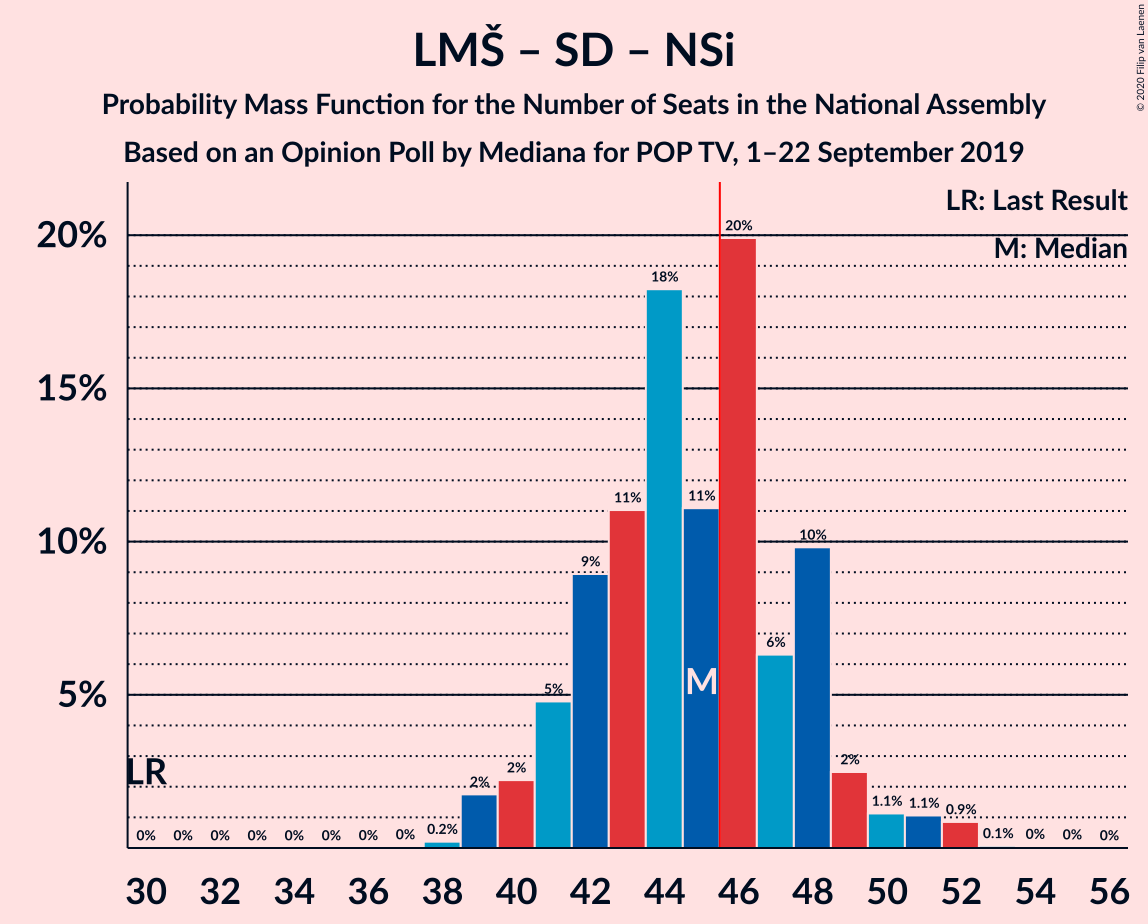 LMŠ – SD – NSi
Probability Mass Function for the Number of Seats in the National Assembly
Based on an Opinion Poll by Mediana for POP TV, 1–22 September 2019
© 2020 Filip van Laenen
LR: Last Result
M: Median
20%
15%
10%
5%
LR
M
0% 0% 0% 0% 0% 0% 0% 0% 0.2% 2% 2% 5% 9% 11% 18% 11% 20% 6% 10% 2% 1.1% 1.1% 0.9% 0.1% 0% 0% 0%
30 32 34 36 38 40 42 44 46 48 50 52 54 56